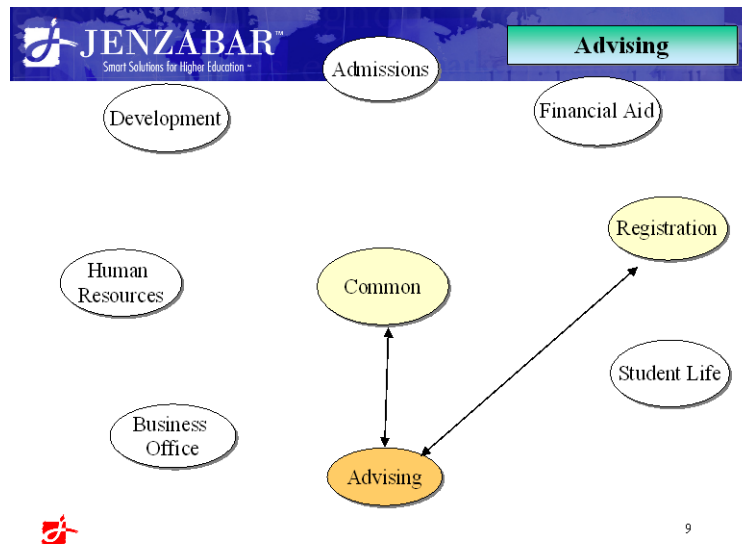 JENZABAR™
Smart Solutions for Higher Education ~
Advising
Admissions
Development
Financial Aid
Registration
Human
Resources
Common
Student Life
Business
Office
Advising
9